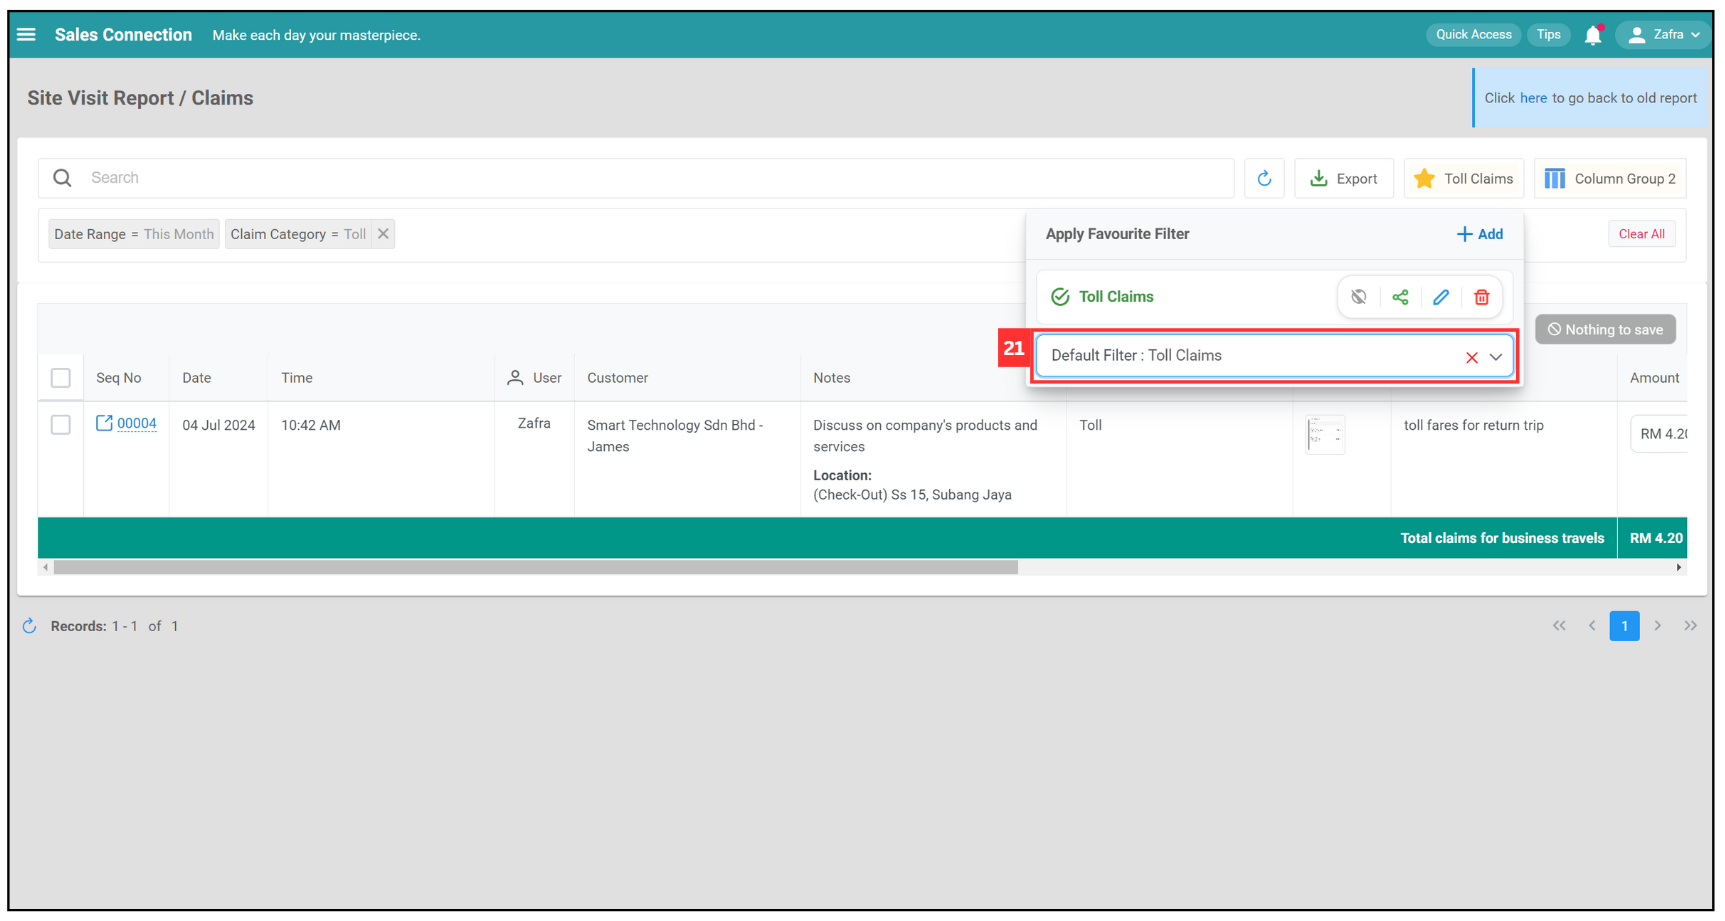 Sales Connection Make each day your masterpiece. Quick Access Tips Zafra
Site Visit Report / Claims
Click here to go back to old report
Search
Export
Toll Claims
Column Group 2
Date Range = This Month
Claim Category = Toll
Apply Favourite Filter
Add
Clear All
Toll Claims
Nothing to save
21
Default Filter : Toll Claims
Seq No Date Time User Customer Notes Amount
00004 04 Jul 2024 10:42 AM Zafra Smart Technology Sdn Bhd - Discuss on company's products and Toll toll fares for return trip RM 4.20
James services
Location:
(Check-Out) Ss 15, Subang Jaya
Total claims for business travels RM 4.20
Records: 1 - 1 of 1
1